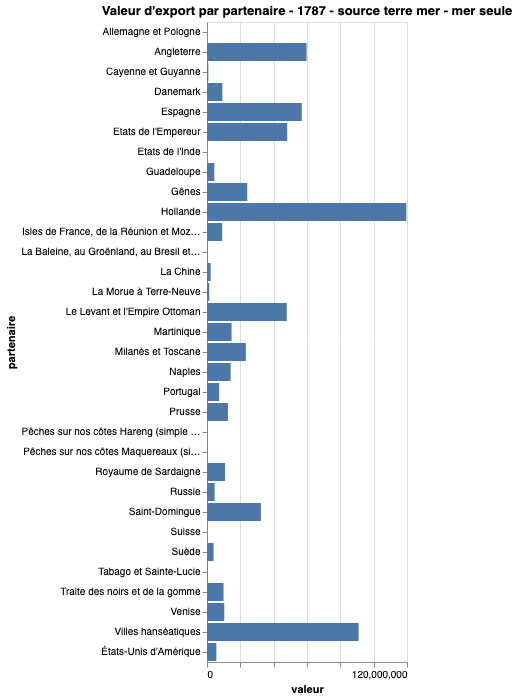 Valeur d'export par partenaire - 1787 - source terre mer - mer seule
Allemagne et Pologne
Angleterre
Cayenne et Guyanne
Danemark
Espagne
Etats de l'Empereur
Etats de l'Inde
Guadeloupe
Gênes
Hollande
Isles de France, de la Réunion et Moz…
La Baleine, au Groënland, au Bresil et…
La Chine
La Morue à Terre-Neuve
Le Levant et l'Empire Ottoman
Martinique
Milanès et Toscane
Naples
Portugal
Prusse
Pêches sur nos côtes Hareng (simple …
Pêches sur nos côtes Maquereaux (si…
Royaume de Sardaigne
Russie
Saint-Domingue
Suisse
Suède
Tabago et Sainte-Lucie
Traite des noirs et de la gomme
Venise
Villes hanséatiques
États-Unis d'Amérique
partenaire
0 120,000,000
valeur